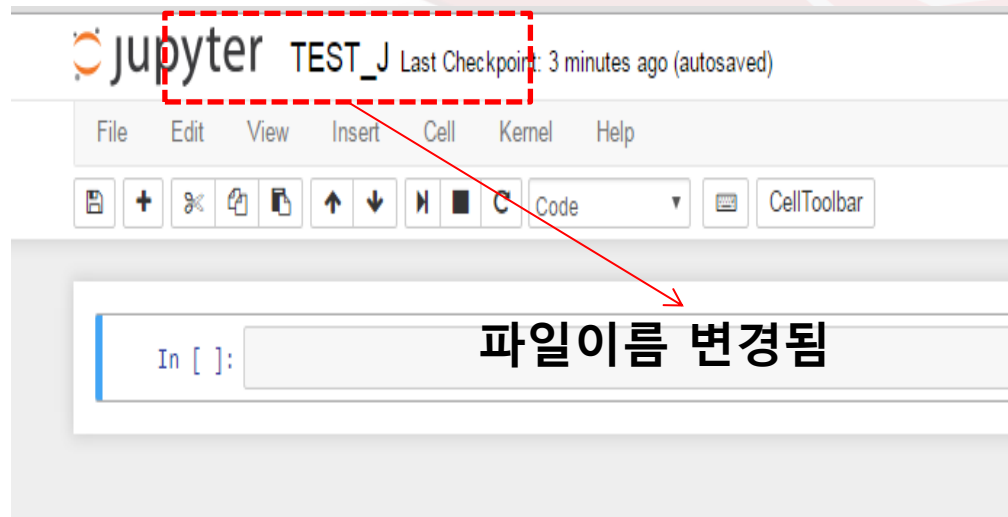 jupyter TEST_J Last Checkpoint: 3 minutes ago (autosaved)
File Edit View Insert Cell Kernel Help
Code CellToolbar
In [ ]: 파일이름 변경됨